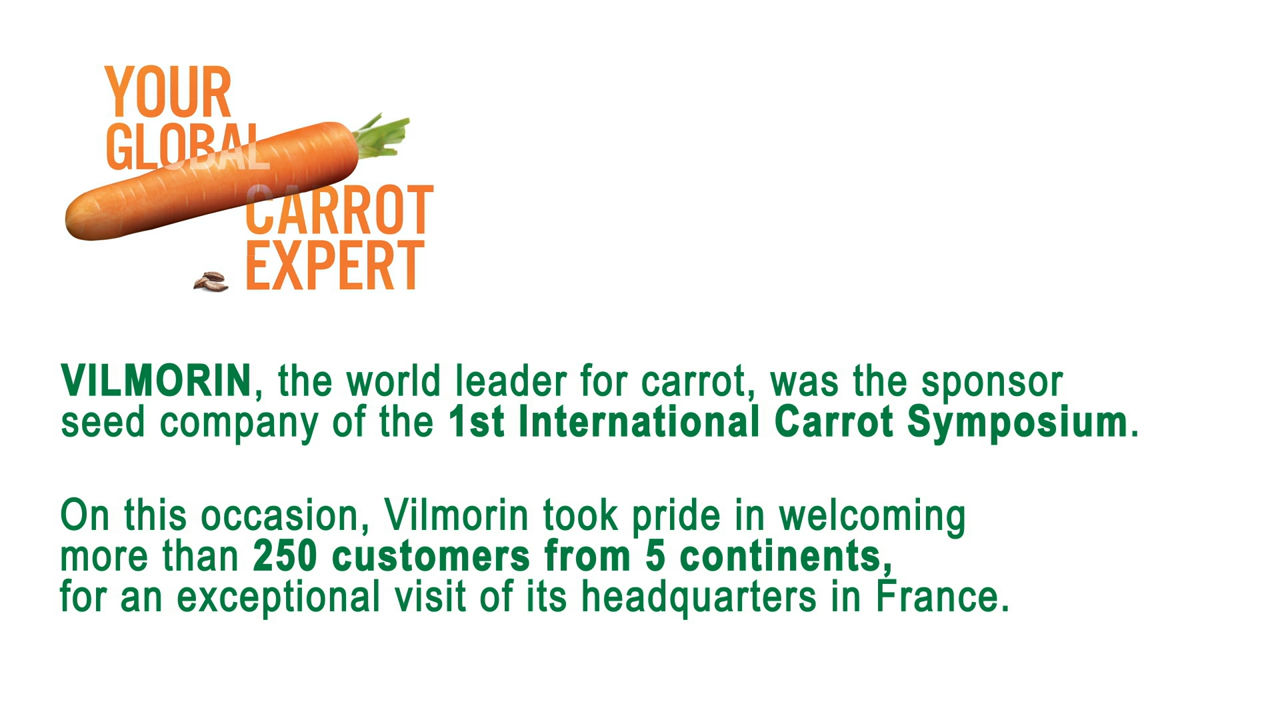 YOUR
GLOBAL
CARROT
EXPERT
VILMORIN, the world leader for carrot, was the sponsor
seed company of the 1st International Carrot Symposium.
On this occasion, Vilmorin took pride in welcoming
more than 250 customers from 5 continents,
for an exceptional visit of its headquarters in France.